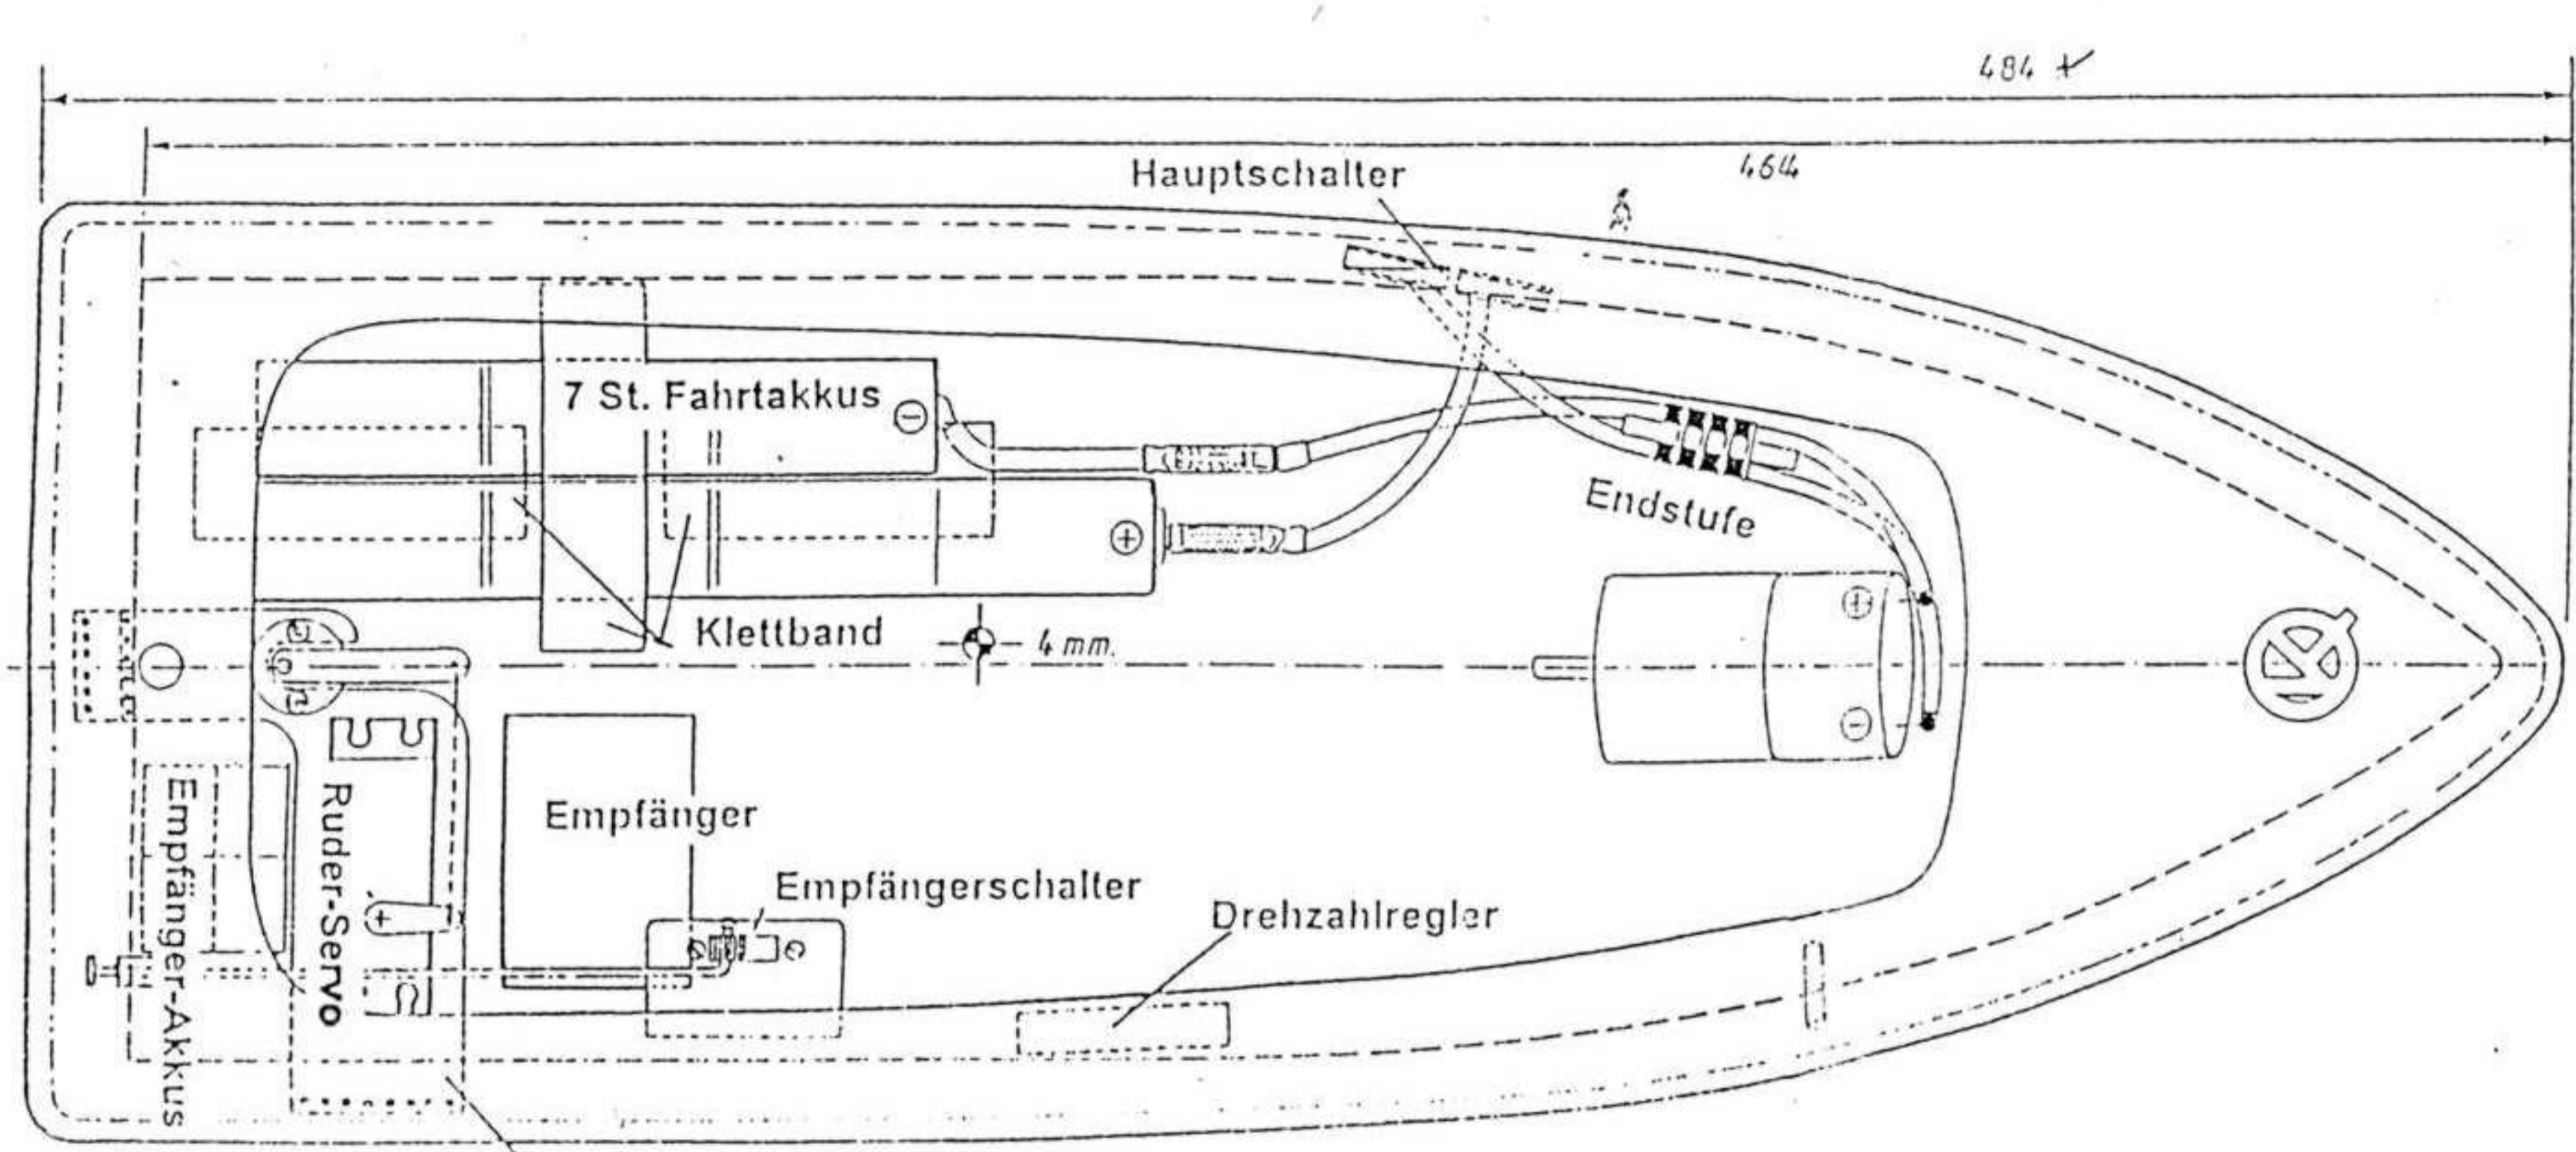 484
464
Hauptschalter
7 St. Fahrtakkus
Endstufe
Klettband
4 mm.
Empfänger
Empfängerschalter
Drehzahlregler
Ruder-Servo
Empfänger-Akkus